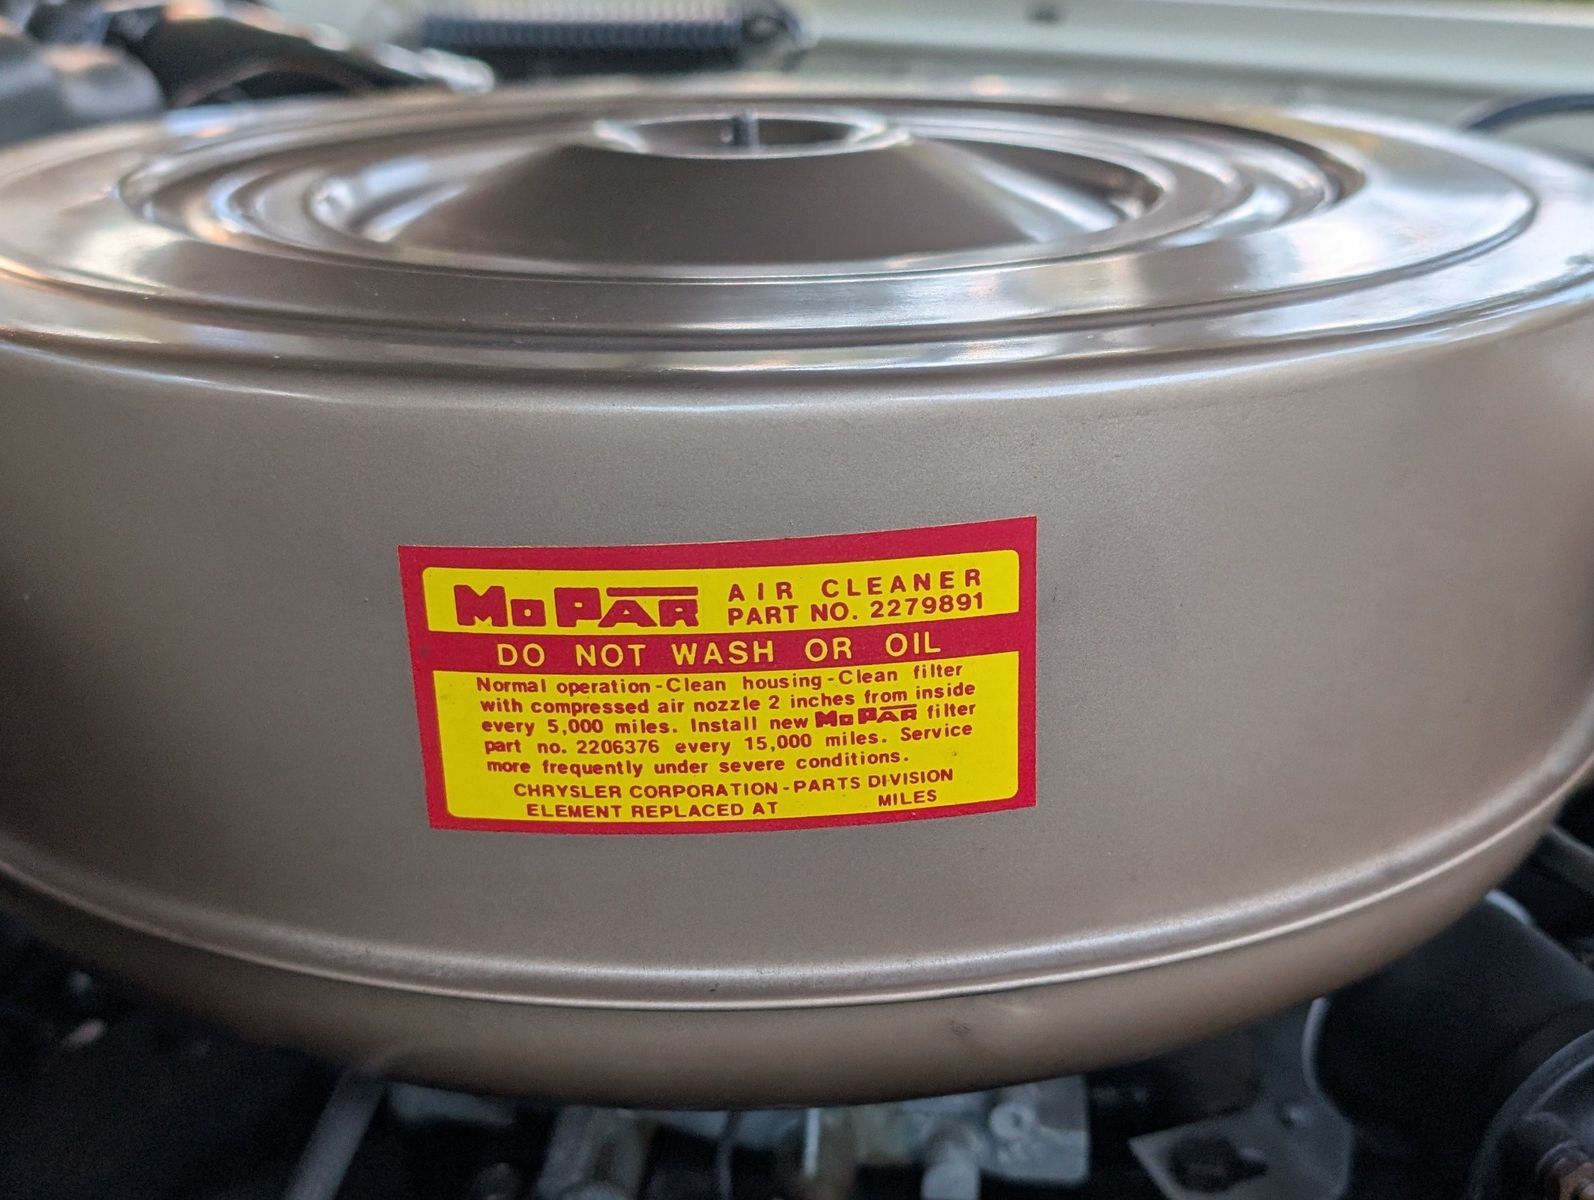 MoPAR AIR CLEANER
PART NO. 2279891
DO NOT WASH OR OIL
Normal operation-Clean housing-Clean filter
with compressed air nozzle 2 inches from inside
every 5,000 miles. Install new MoPAR filter
part no. 2206376 every 15,000 miles. Service
more frequently under severe conditions.
CHRYSLER CORPORATION-PARTS DIVISION
ELEMENT REPLACED AT MILES